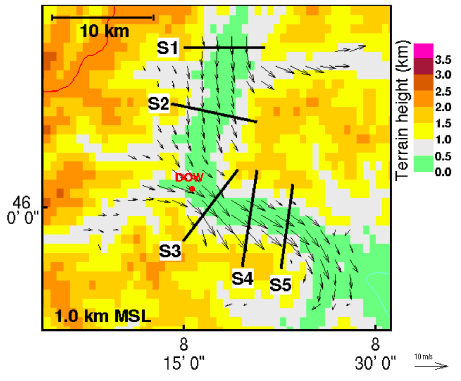 10 km
S1
S2
DOW
S3
S4
S5
1.0 km MSL
46
0' 0"
8
15' 0"
8
30' 0"
Terrain height (km)
3.5
3.0
2.5
2.0
1.5
1.0
0.5
0.0
10 m/s